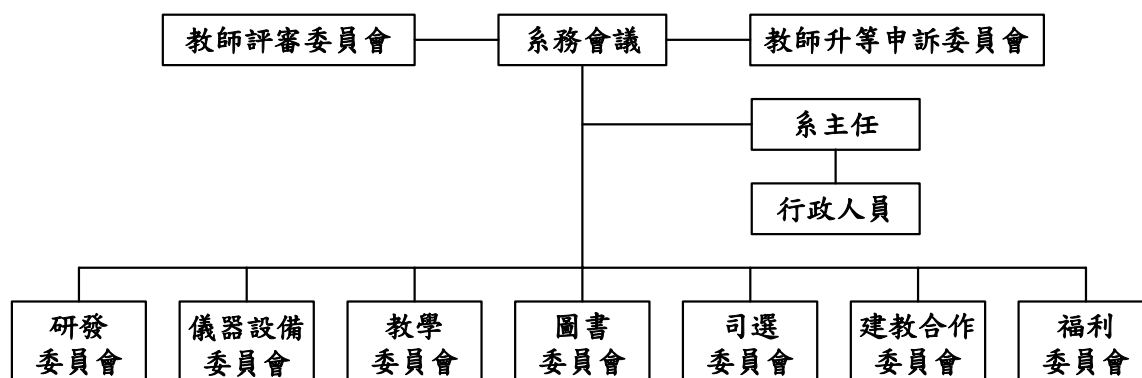 教師評審委員會
系務會議
教師升等申訴委員會
系主任
行政人員
研發
委員會
儀器設備
委員會
教學
委員會
圖書
委員會
司選
委員會
建教合作
委員會
福利
委員會